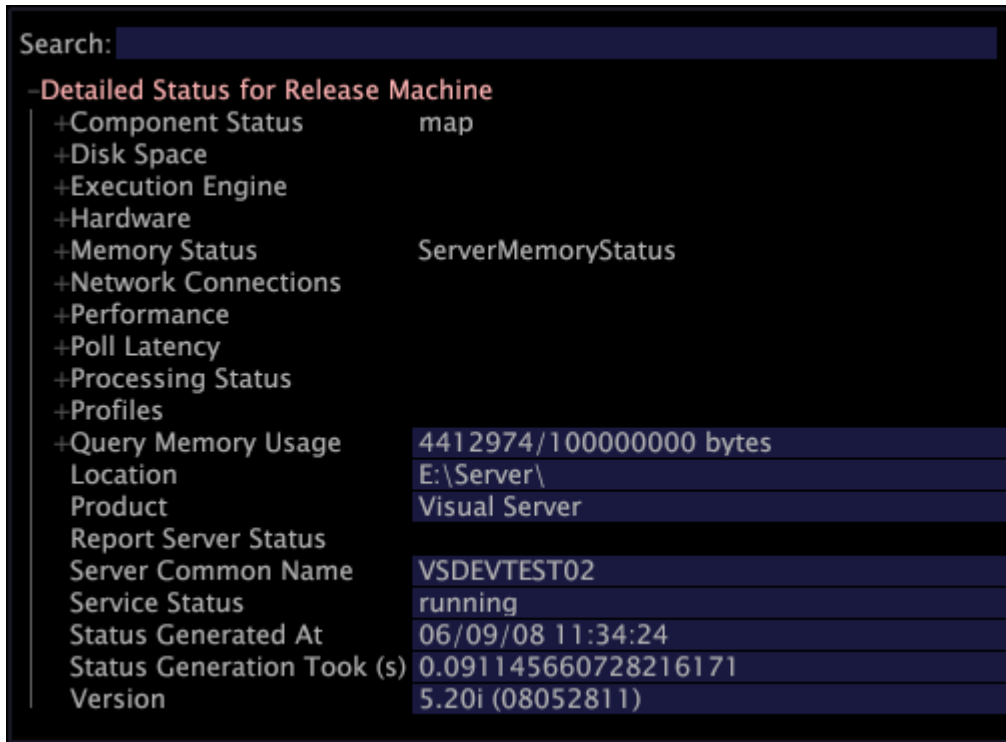 Search:
-Detailed Status for Release Machine
+Component Status map
+Disk Space
+Execution Engine
+Hardware
+Memory Status ServerMemoryStatus
+Network Connections
+Performance
+Poll Latency
+Processing Status
+Profiles
+Query Memory Usage 4412974/100000000 bytes
Location E:\Server\
Product Visual Server
Report Server Status
Server Common Name VSDEVTEST02
Service Status running
Status Generated At 06/09/08 11:34:24
Status Generation Took (s) 0.091145660728216171
Version 5.20i (08052811)